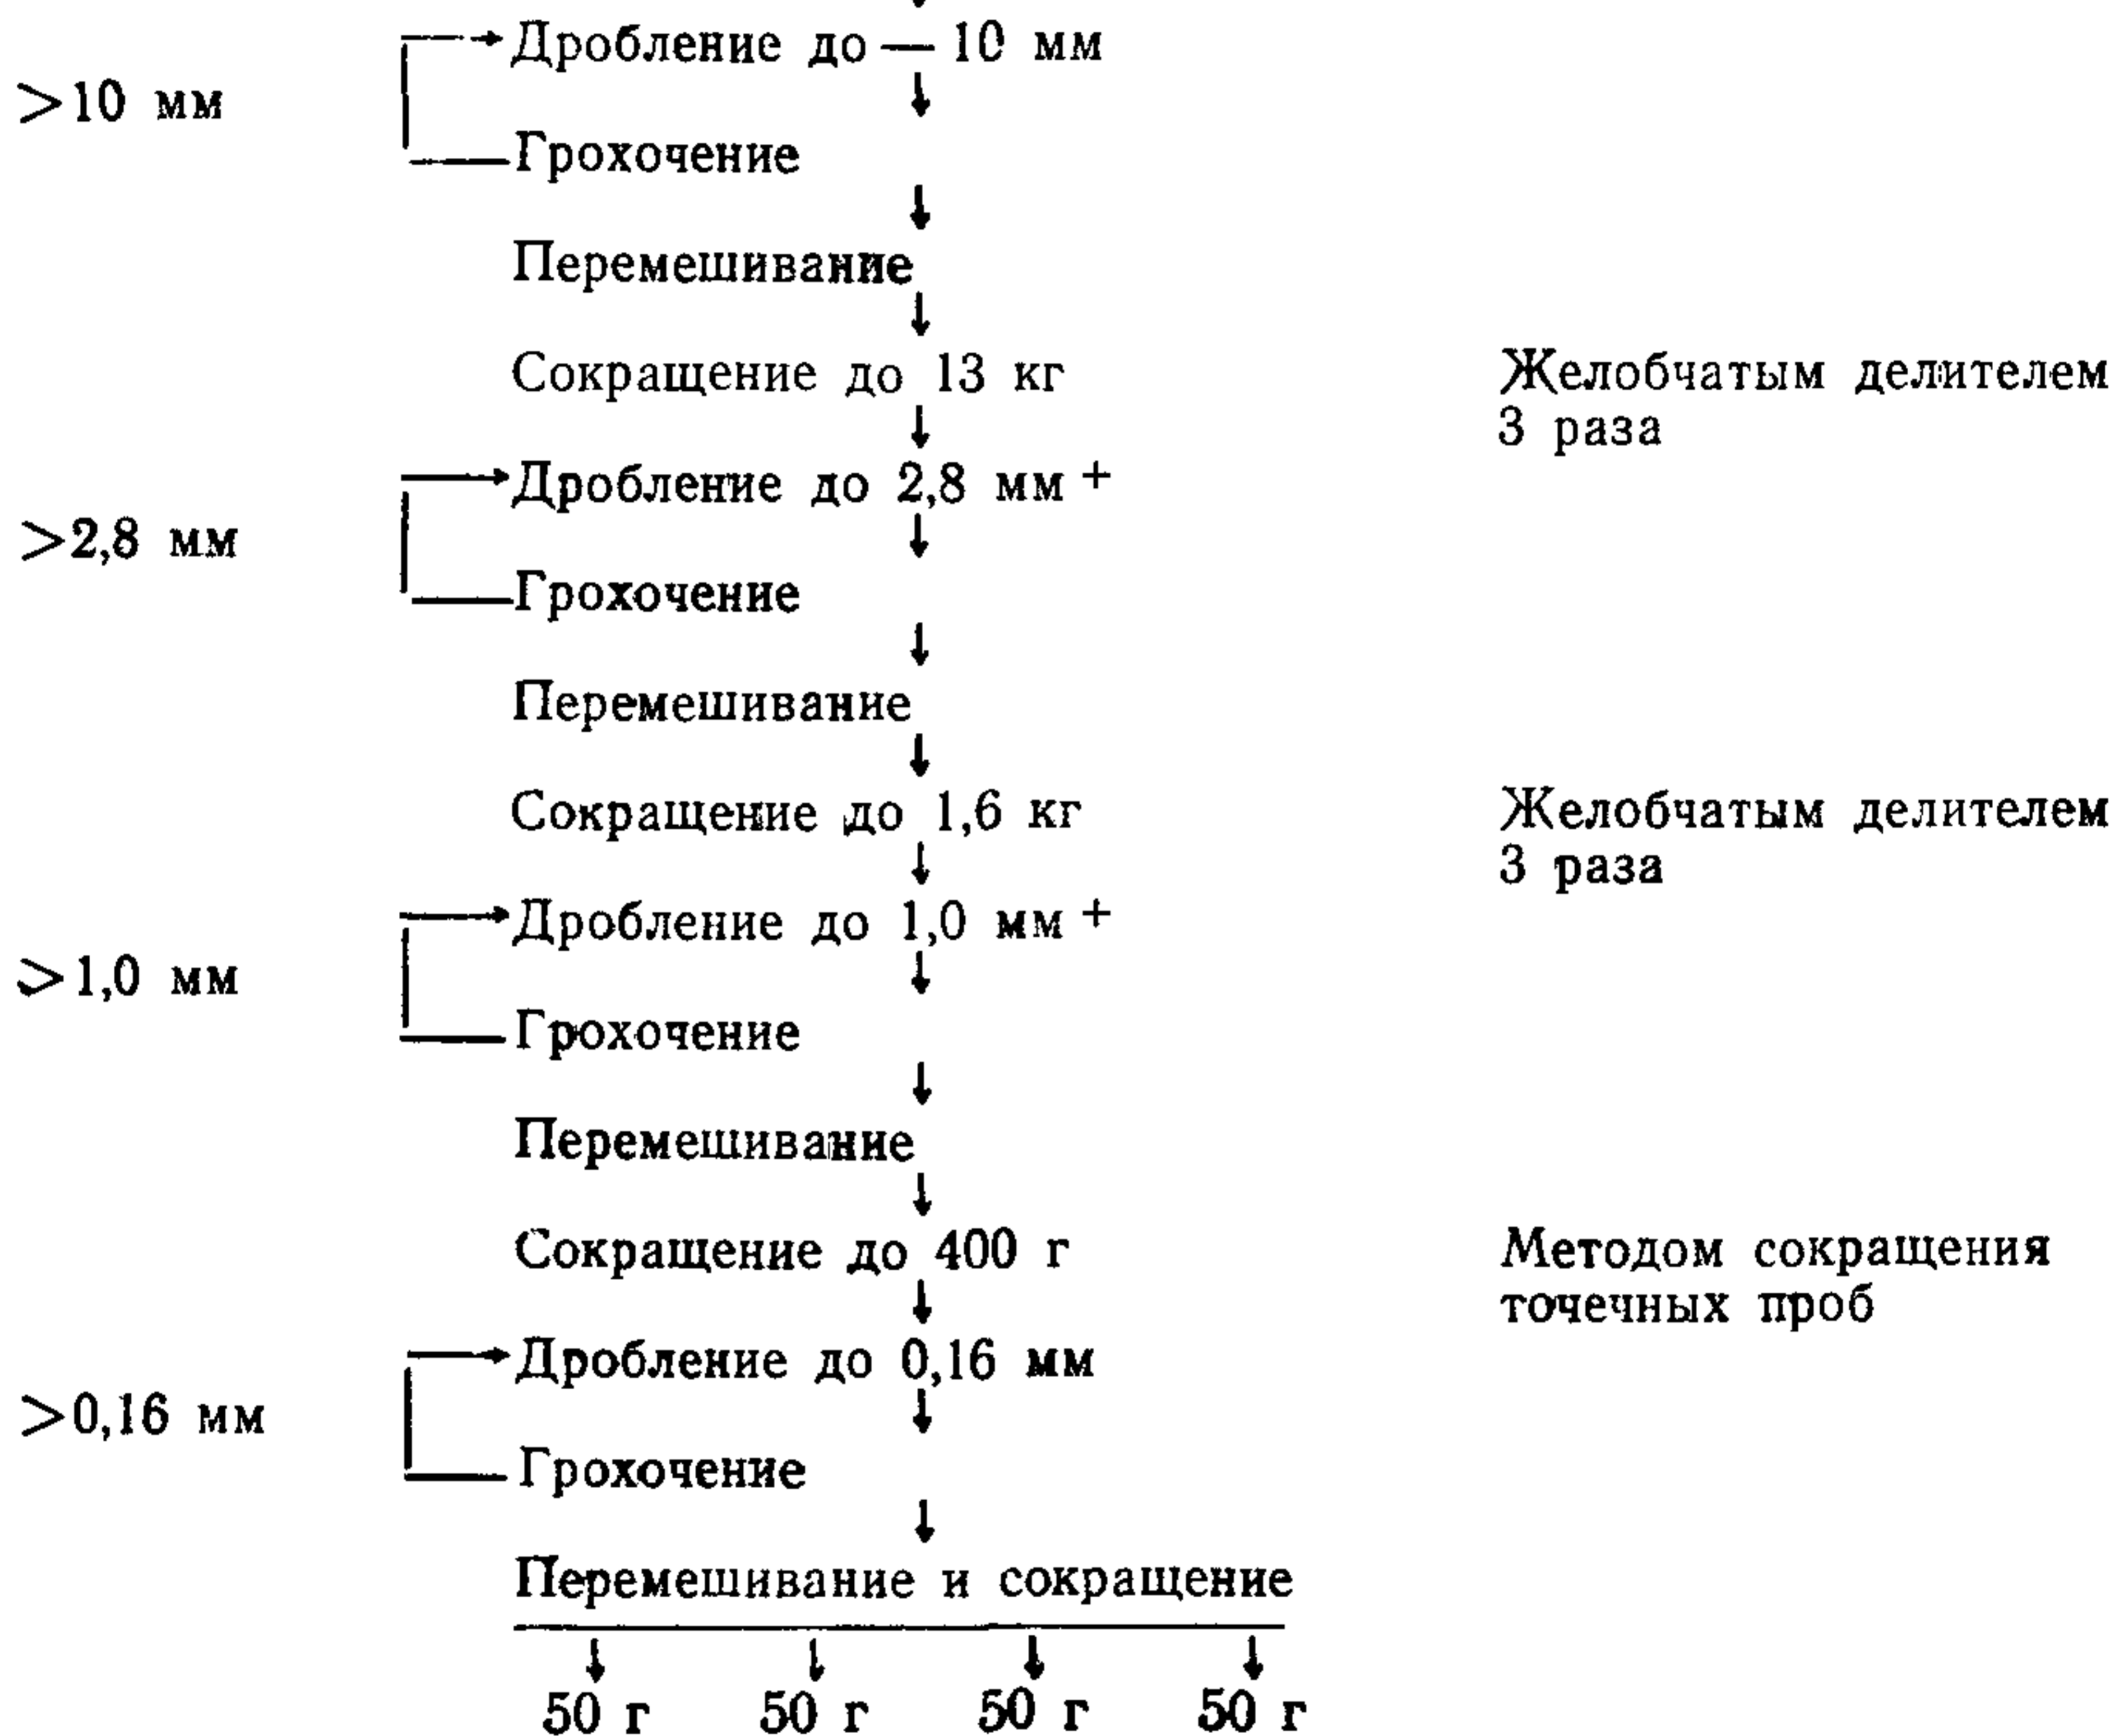 Дробление до — 10 мм
>10 мм
Грохочение
Перемешивание
Сокращение до 13 кг
Желобчатым делителем
3 раза
Дробление до 2,8 мм +
>2,8 мм
Грохочение
Перемешивание
Сокращение до 1,6 кг
Желобчатым делителем
3 раза
Дробление до 1,0 мм +
>1,0 мм
Грохочение
Перемешивание
Сокращение до 400 г
Методом сокращения
точечных проб
Дробление до 0,16 мм
>0,16 мм
Грохочение
Перемешивание и сокращение
50 г 50 г 50 г 50 г